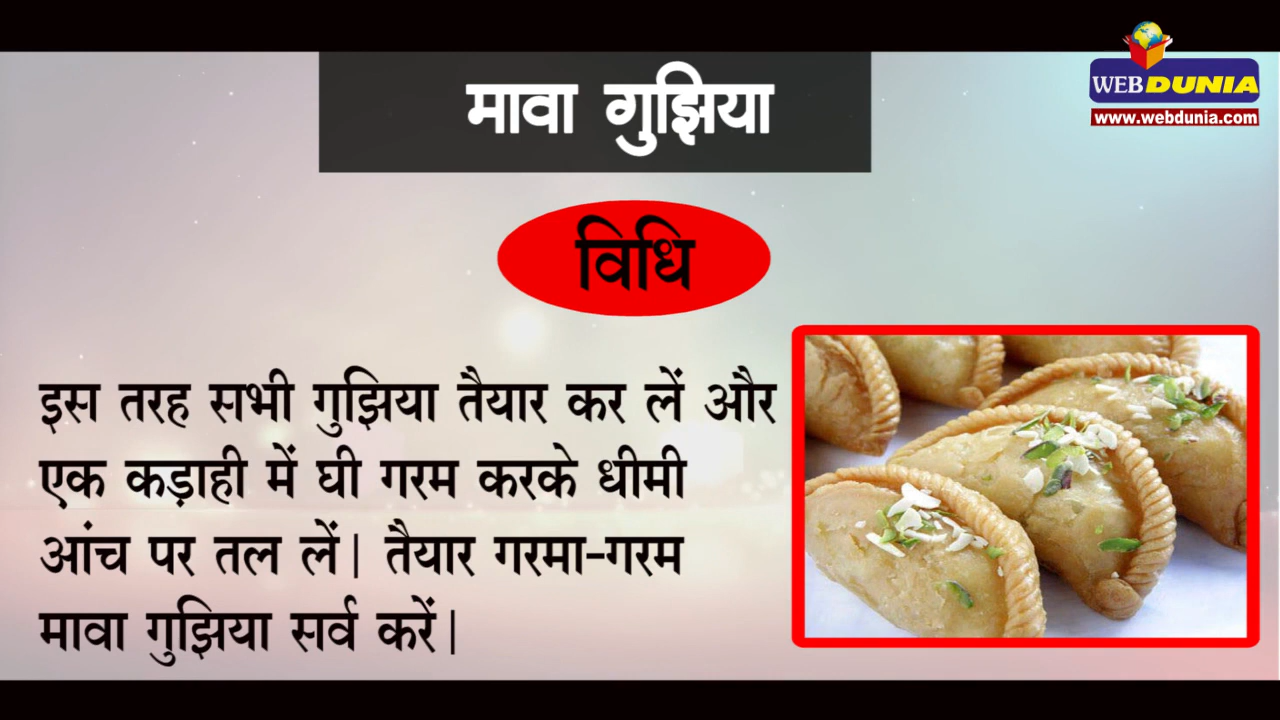 WEBDUNIA
www.webdunia.com
मावा गुझिया
विधि
इस तरह सभी गुझिया तैयार कर लें और
एक कड़ाही में घी गरम करके धीमी
आंच पर तल लें। तैयार गरमा-गरम
मावा गुझिया सर्व करें।